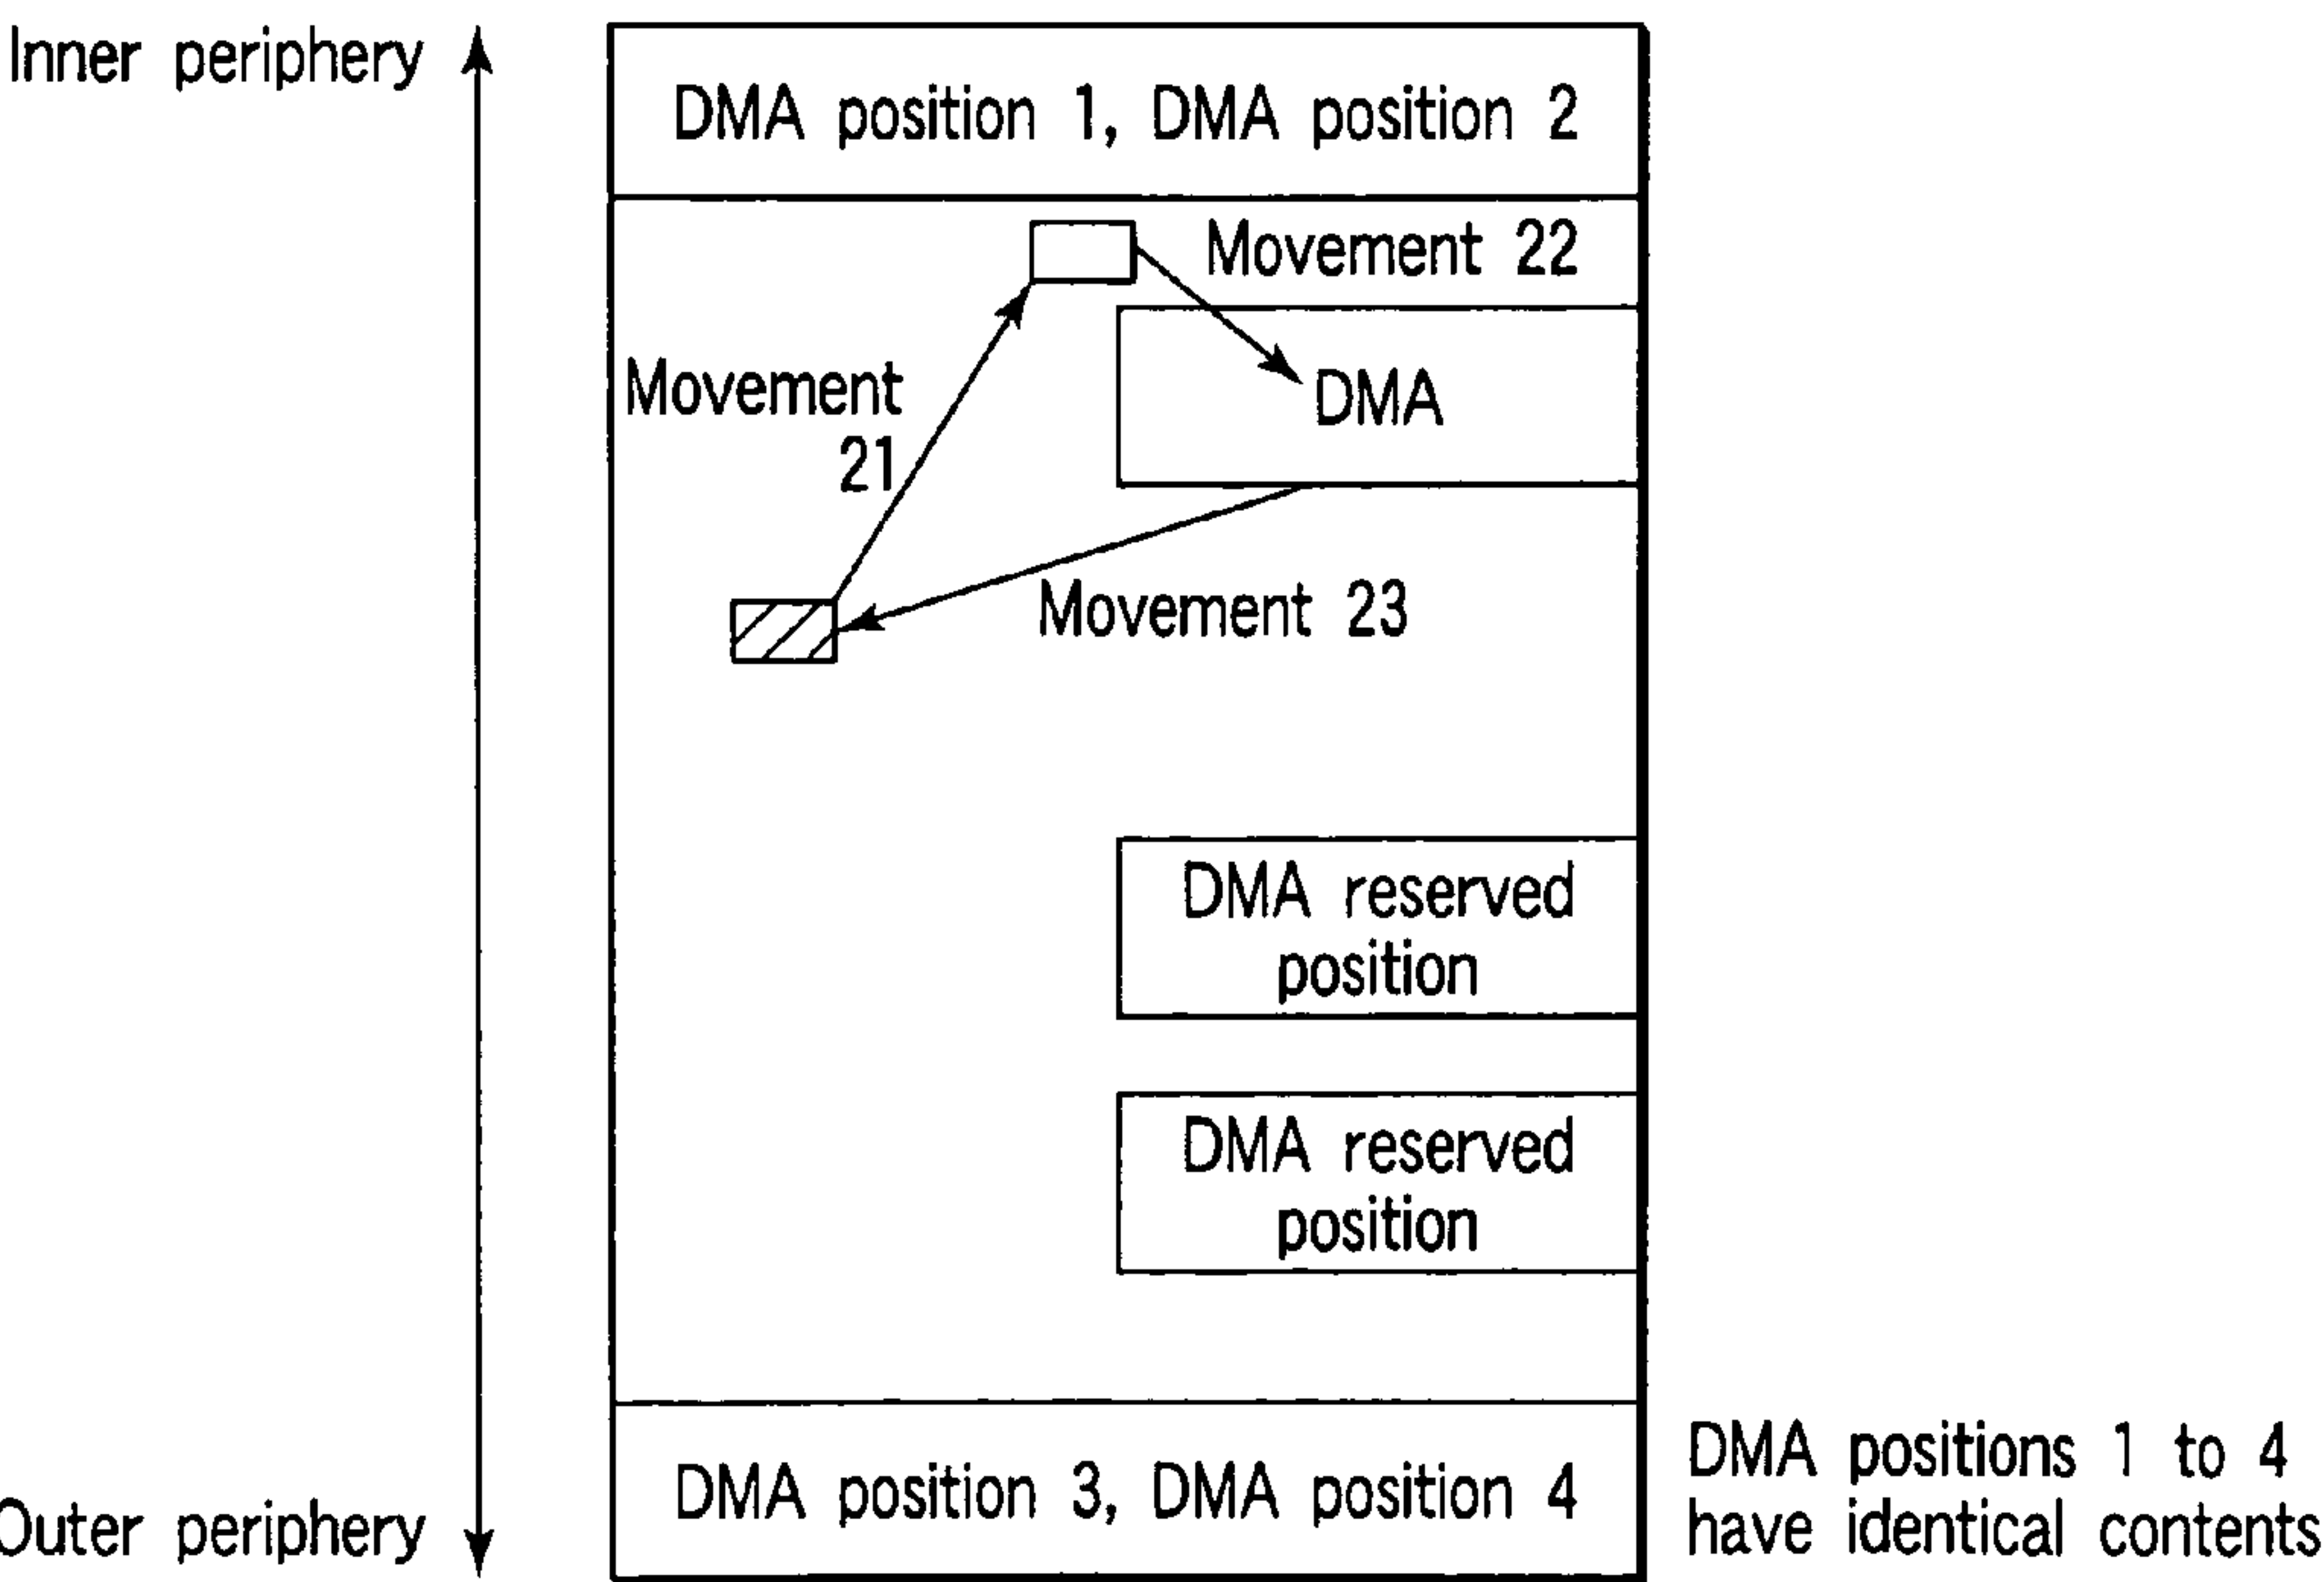 Inner periphery
DMA position 1, DMA position 2
Movement 22
Movement
21
DMA
Movement 23
DMA reserved
position
DMA reserved
position
DMA position 3, DMA position 4
Outer periphery
DMA positions 1 to 4
have identical contents